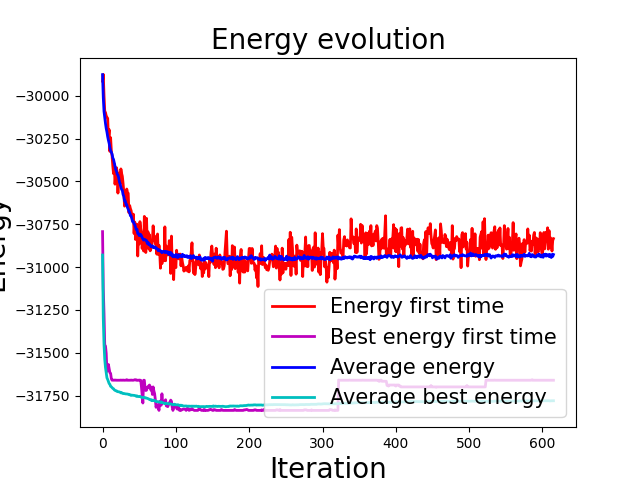 Energy evolution
Energy
−30000
−30250
−30500
−30750
−31000
−31250
−31500
−31750
0 100 200 300 400 500 600
Iteration
Energy first time
Best energy first time
Average energy
Average best energy